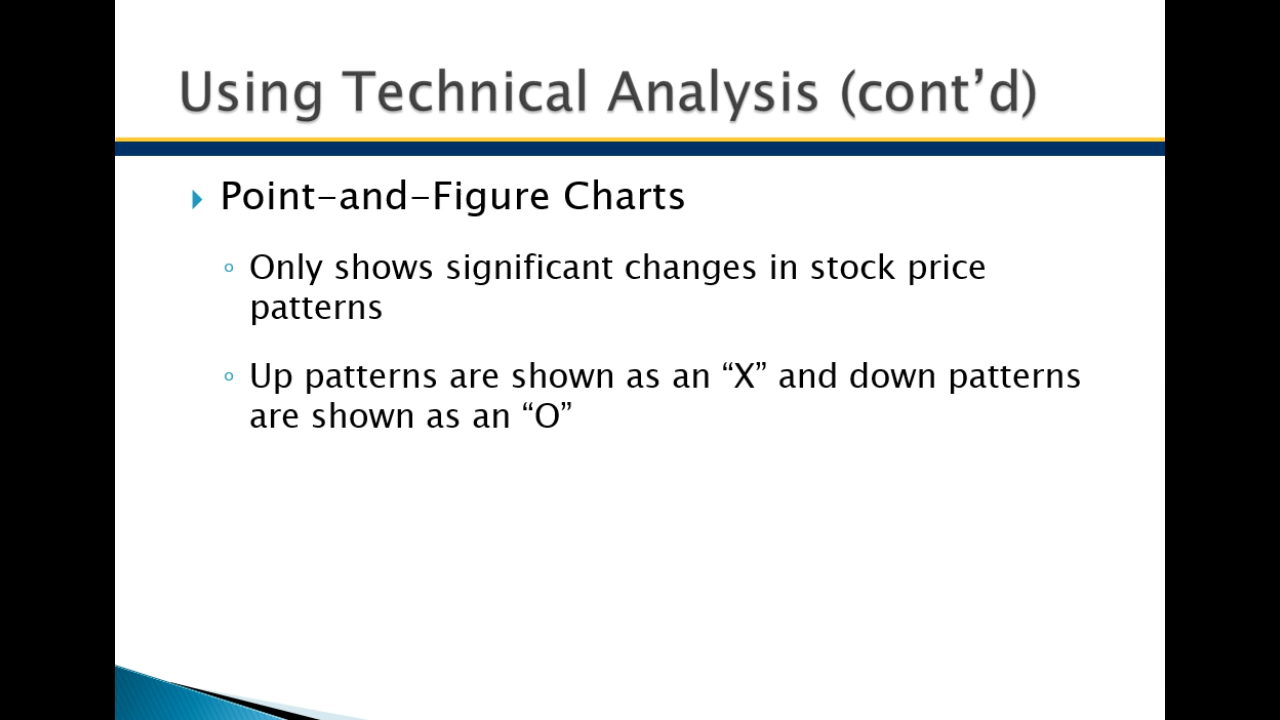 Using Technical Analysis (cont’d)
Point-and-Figure Charts
Only shows significant changes in stock price
patterns
Up patterns are shown as an “X” and down patterns
are shown as an “O”